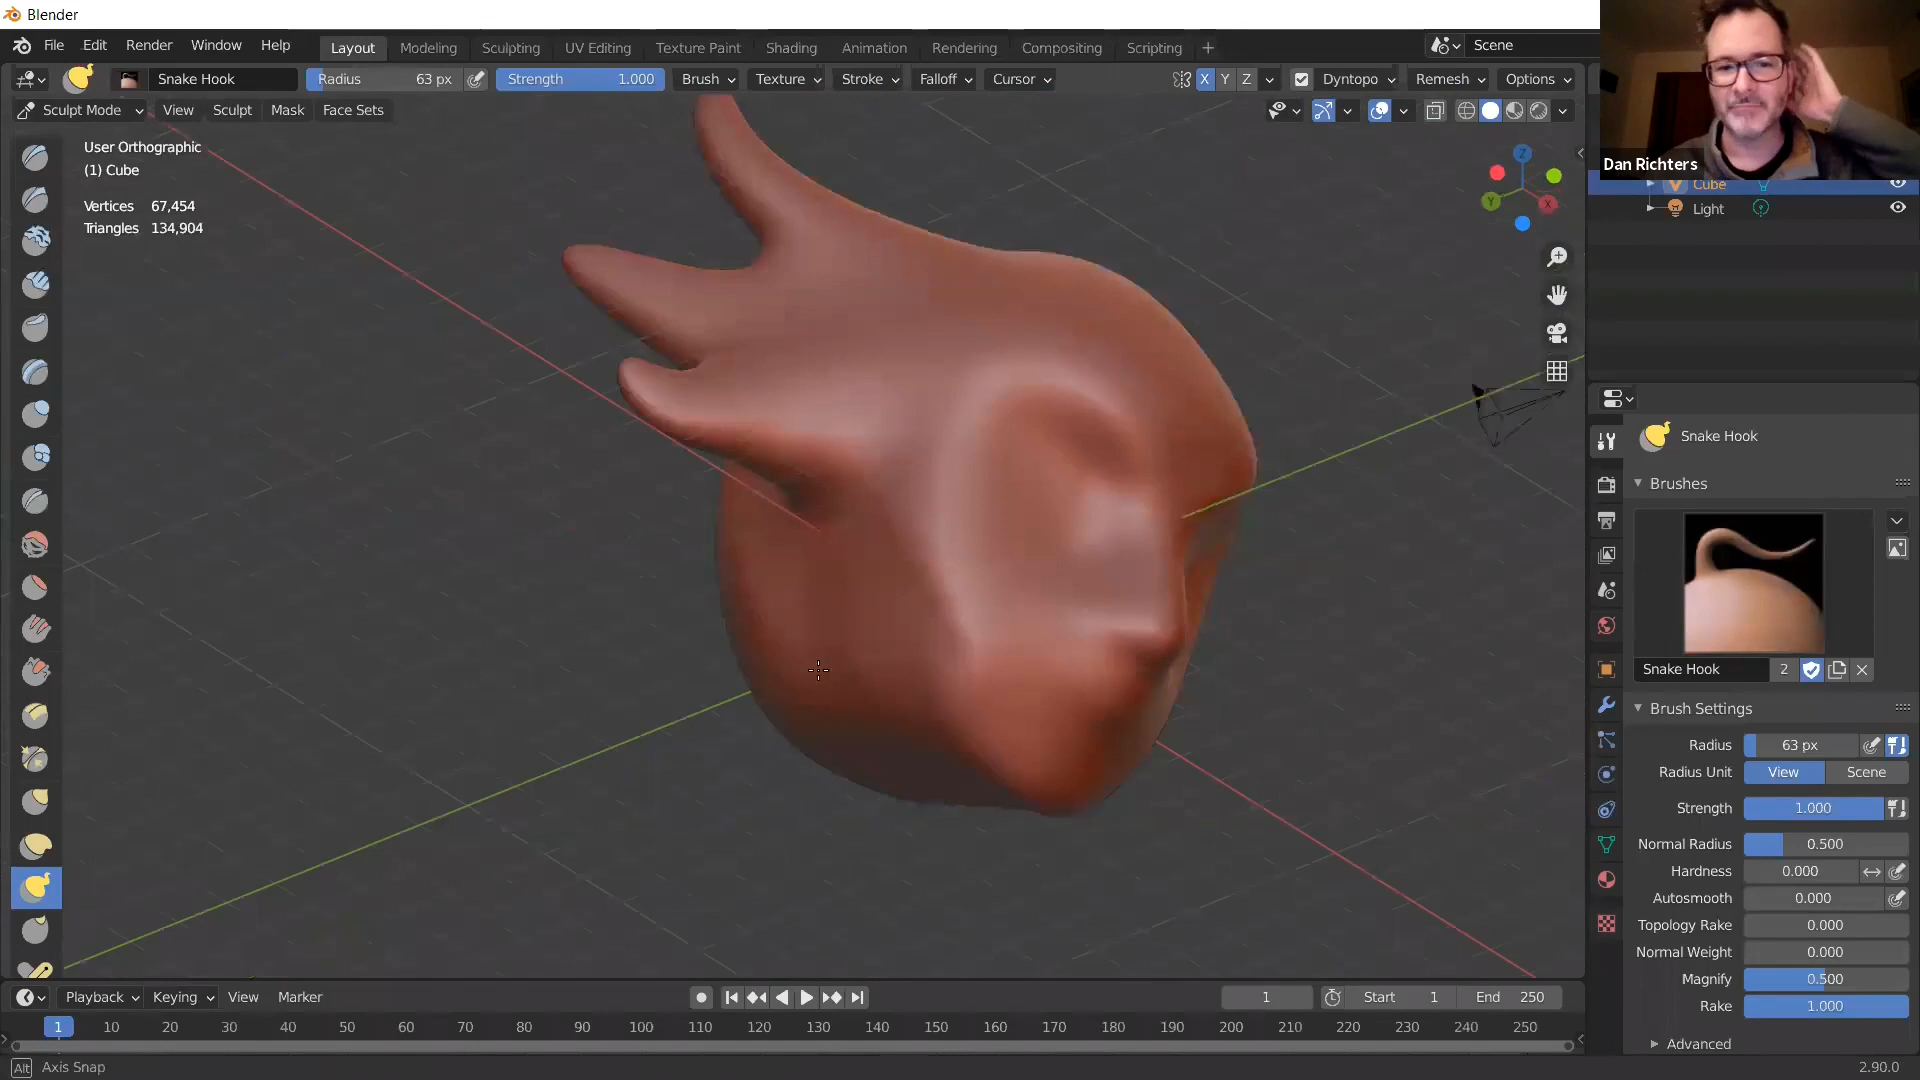 Blender
File Edit Render Window Help Layout Modeling Sculpting UV Editing Texture Paint Shading Animation Rendering Compositing Scripting + Scene
Snake Hook Radius 63 px Strength 1.000 Brush Texture Stroke Falloff Cursor X Y Z Dyntopo Remesh Options
Sculpt Mode View Sculpt Mask Face Sets
User Orthographic
(1) Cube
Vertices 67,454
Triangles 134,904
Z
Y
X
Dan Richters
Cube
Light
Snake Hook
Brushes
Snake Hook 2
Brush Settings
Radius 63 px
Radius Unit View Scene
Strength 1.000
Normal Radius 0.500
Hardness 0.000
Autosmooth 0.000
Topology Rake 0.000
Normal Weight 0.000
Magnify 0.500
Rake 1.000
Advanced
Playback Keying View Marker 1 Start 1 End 250
1 10 20 30 40 50 60 70 80 90 100 110 120 130 140 150 160 170 180 190 200 210 220 230 240 250
Alt Axis Snap 2.90.0